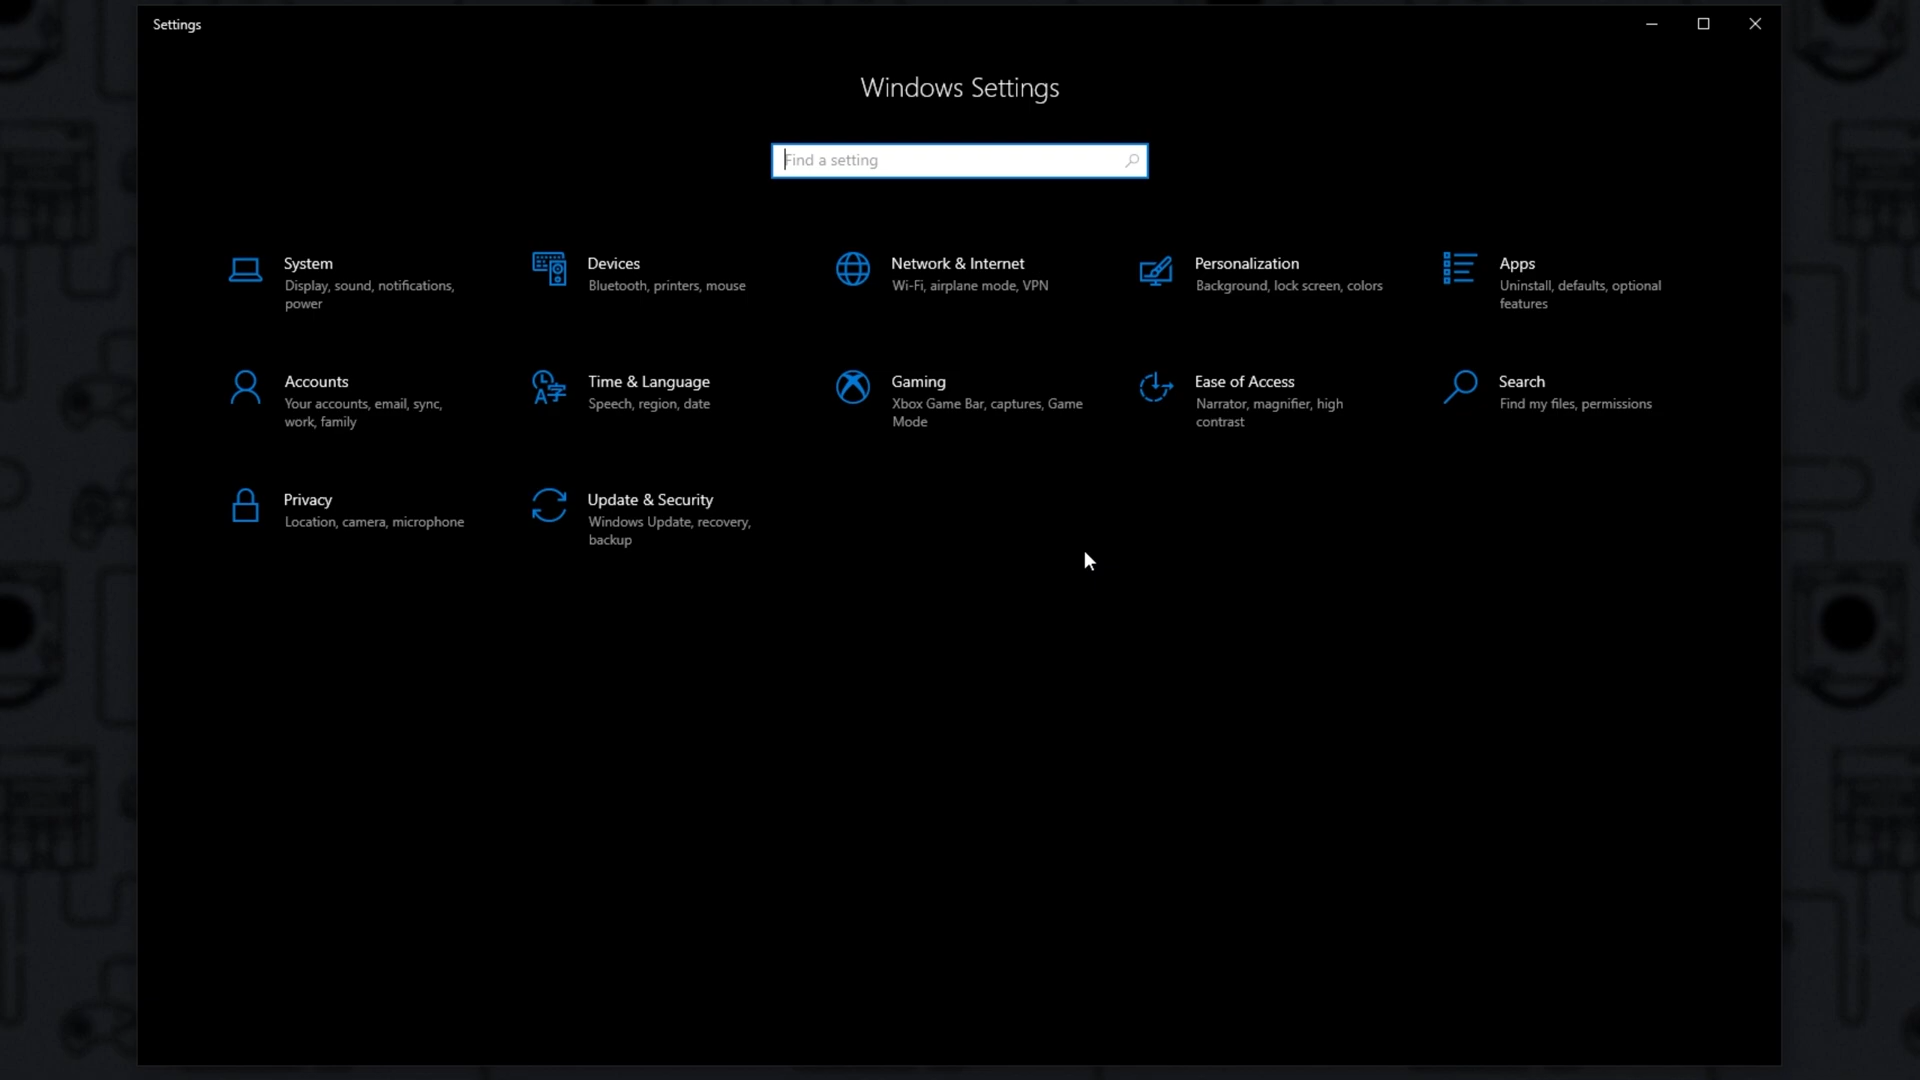 Settings
Windows Settings
Find a setting
System
Display, sound, notifications,
power
Devices
Bluetooth, printers, mouse
Network & Internet
Wi-Fi, airplane mode, VPN
Personalization
Background, lock screen, colors
Apps
Uninstall, defaults, optional
features
Accounts
Your accounts, email, sync,
work, family
Time & Language
Speech, region, date
Gaming
Xbox Game Bar, captures, Game
Mode
Ease of Access
Narrator, magnifier, high
contrast
Search
Find my files, permissions
Privacy
Location, camera, microphone
Update & Security
Windows Update, recovery,
backup